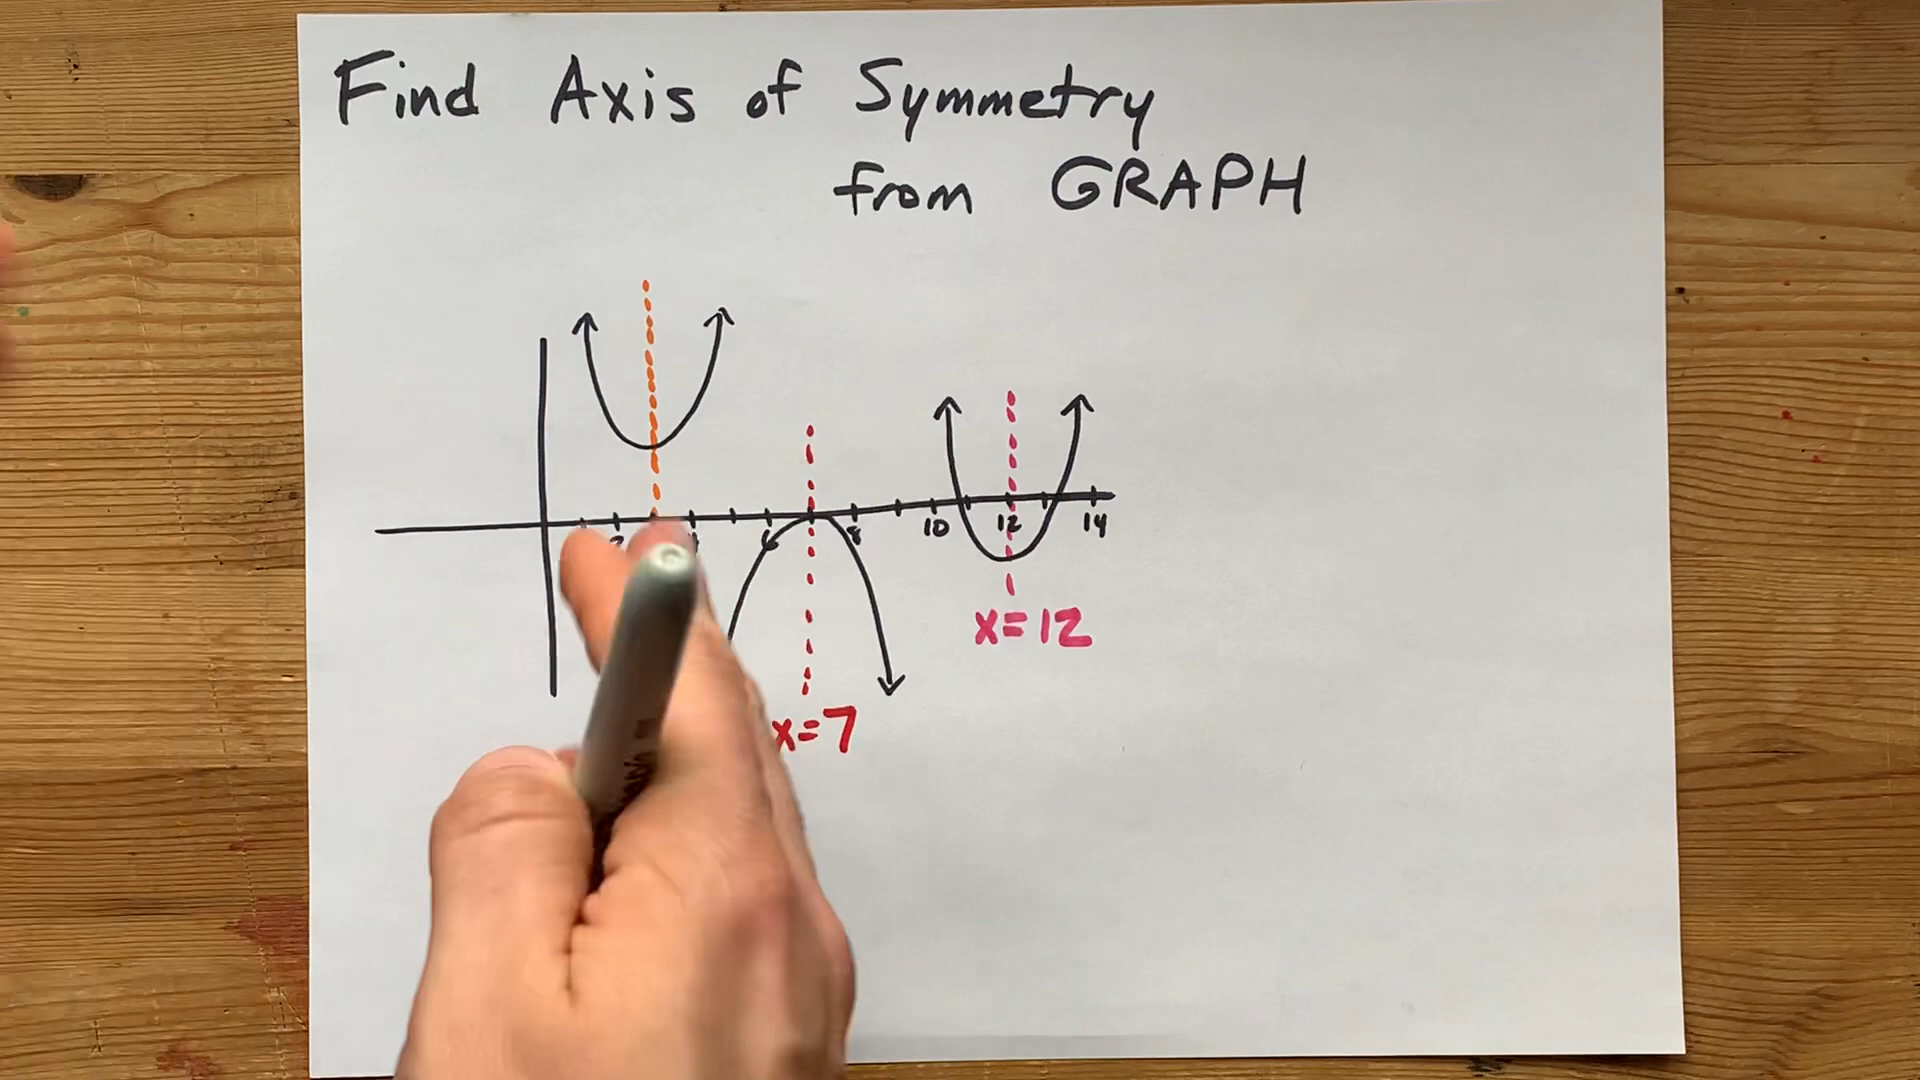 Find Axis of Symmetry
from GRAPH
6 8 10 12 14
x=12
x=7